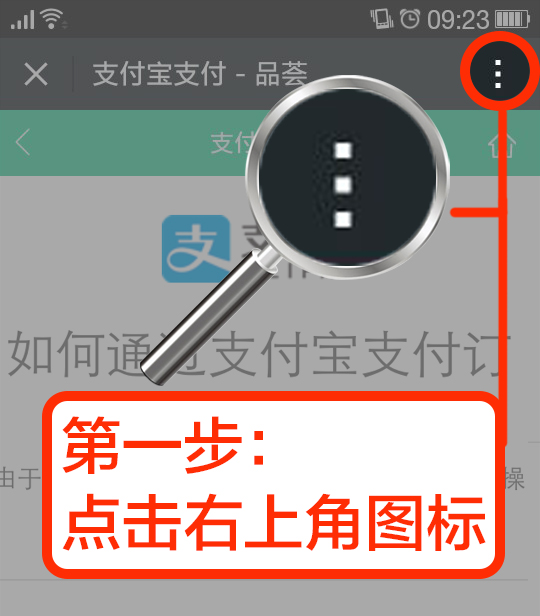 09:23
支付宝支付 - 品荟
支付
支
如何通过支付宝支付订
第一步：
由于
操
点击右上角图标